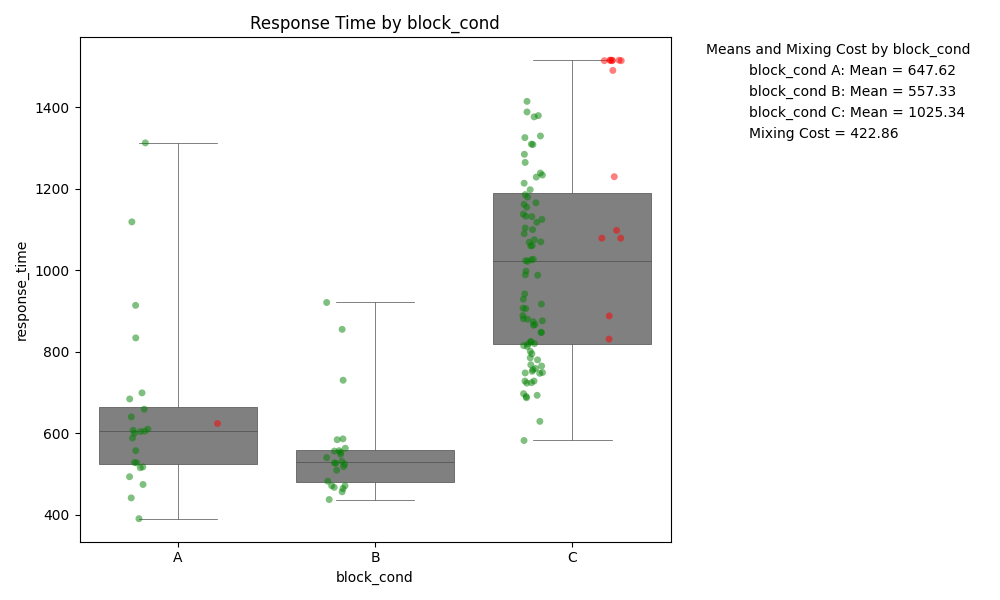 Response Time by block_cond
Means and Mixing Cost by block_cond
block_cond A: Mean = 647.62
block_cond B: Mean = 557.33
block_cond C: Mean = 1025.34
Mixing Cost = 422.86
response_time
1400
1200
1000
800
600
400
A
B
C
block_cond